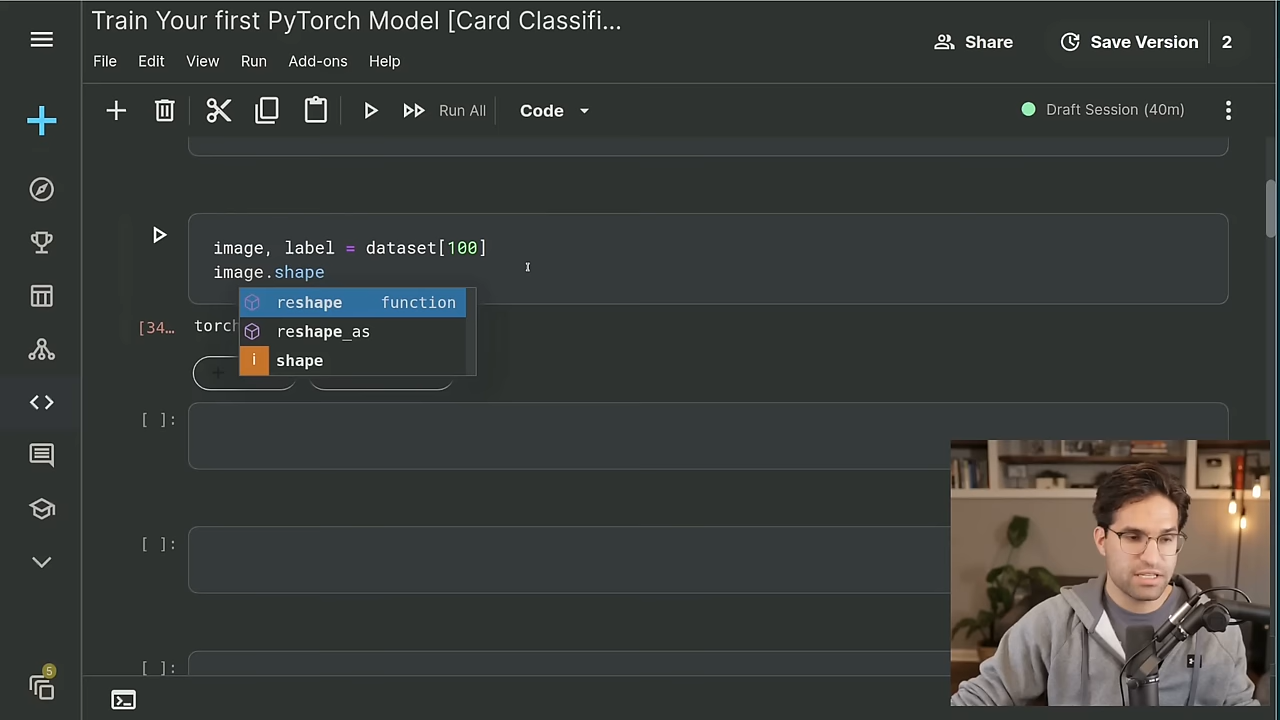 Train Your first PyTorch Model [Card Classifi...
Share
Save Version
2
File Edit View Run Add-ons Help
Run All
Code
Draft Session (40m)
image, label = dataset[100]
image.shape
reshape function
reshape_as
i shape
[34… torch
[ ]:
[ ]:
[ ]:
5